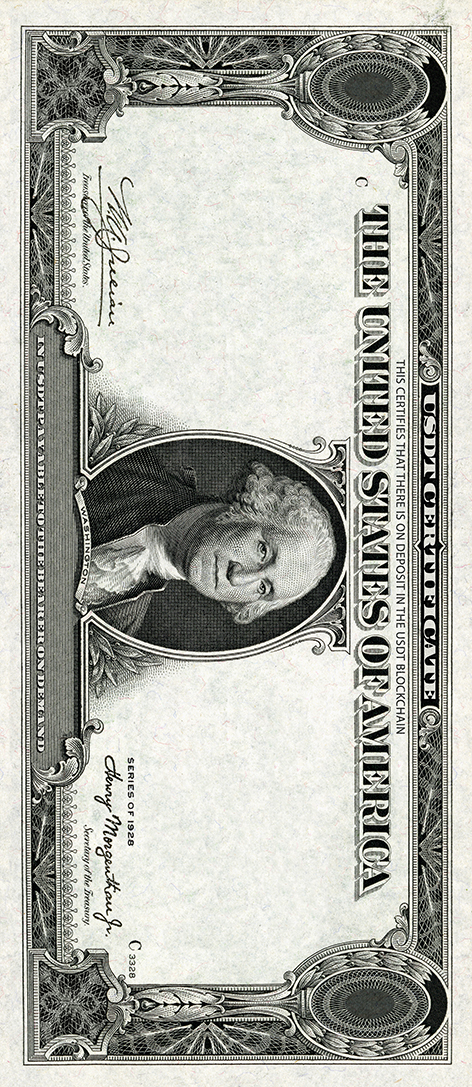 USDN CERTIFICATE
THIS CERTIFIES THAT THERE IS ON DEPOSIT IN THE USDT BLOCKCHAIN
THE UNITED STATES OF AMERICA
C
W. A. Julian
Treasurer of the United States.
WASHINGTON
SERIES OF 1928
Henry Morgenthau Jr.
Secretary of the Treasury.
C 3328
IN USDT PAYABLE TO THE BEARER ON DEMAND